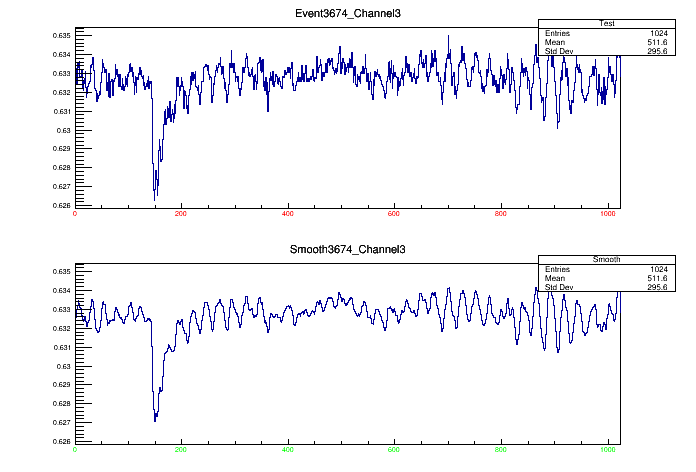 Event3674_Channel3
Test
Entries 1024
Mean 511.6
Std Dev 295.6
0.635
0.634
0.633
0.632
0.631
0.63
0.629
0.628
0.627
0.626
0 200 400 600 800 1000
Smooth3674_Channel3
Smooth
Entries 1024
Mean 511.6
Std Dev 295.6
0.635
0.634
0.633
0.632
0.631
0.63
0.629
0.628
0.627
0.626
0 200 400 600 800 1000